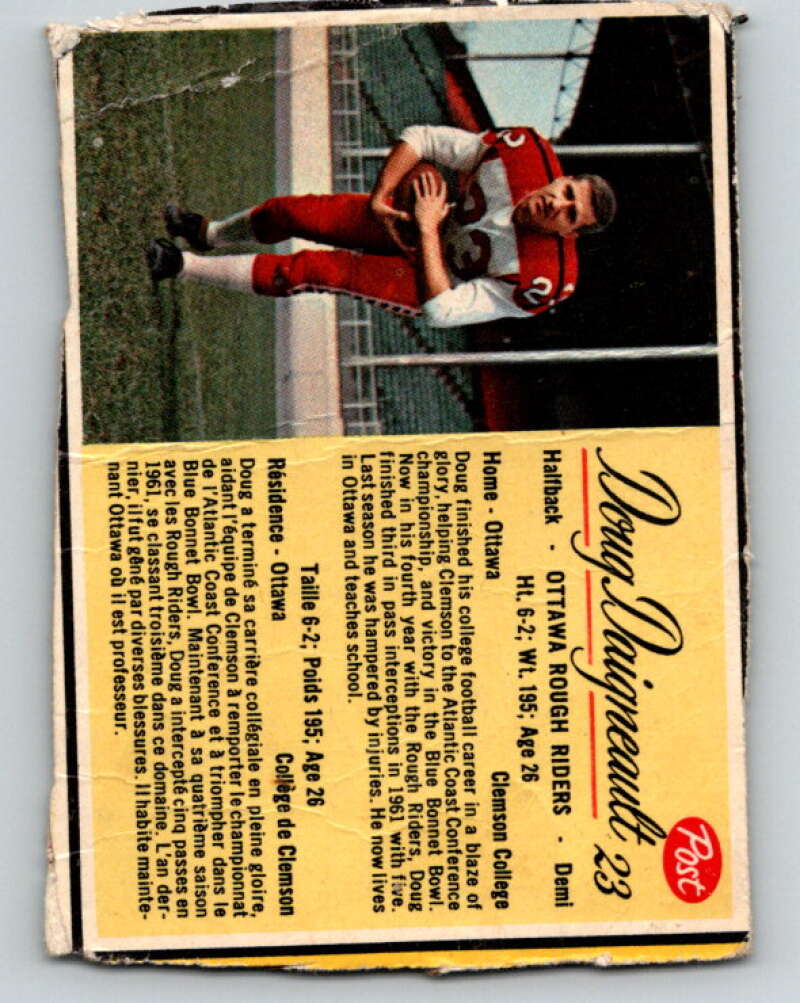 Doug Daigneault 23
Post
Halfback - OTTAWA ROUGH RIDERS - Demi
Ht. 6-2; Wt. 195; Age 26
Home - Ottawa Clemson College
Doug finished his college football career in a blaze of
glory, helping Clemson to the Atlantic Coast Conference
championship, and victory in the Blue Bonnet Bowl.
Now in his fourth year with the Rough Riders, Doug
finished third in pass interceptions in 1961 with five.
Last season he was hampered by injuries. He now lives
in Ottawa and teaches school.
Taille 6-2; Poids 195; Age 26
Résidence - Ottawa Collège de Clemson
Doug a terminé sa carrière collégiale en pleine gloire,
aidant l'équipe de Clemson à remporter le championnat
de l'Atlantic Coast Conference et à triompher dans le
Blue Bonnet Bowl. Maintenant à sa quatrième saison
avec les Rough Riders, Doug a intercepté cinq passes en
1961, se classant troisième dans ce domaine. L'an der-
nier, il fut gêné par diverses blessures. Il habite mainte-
nant Ottawa où il est professeur.
23
2
2